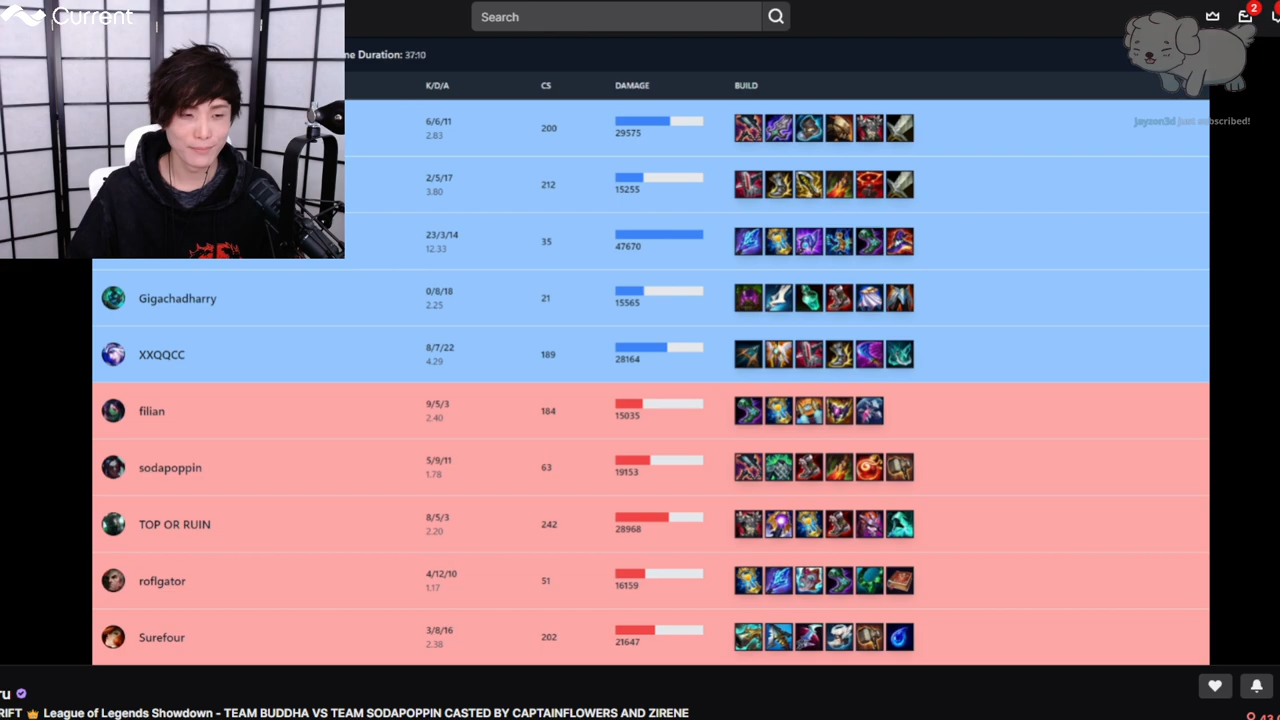 Current
Search
2
me Duration: 37:10
K/D/A CS DAMAGE BUILD
jayson3d just subscribed!
6/6/11 200
2.83 29575
2/5/17 212
3.80 15255
23/3/14 35
12.33 47670
Gigachadharry 0/8/18 21
2.25 15565
XXQQCC 8/7/22 189
4.29 28164
filian 9/5/3 184
2.40 15035
sodapoppin 5/9/11 63
1.78 19153
TOP OR RUIN 8/5/3 242
2.20 28968
roflgator 4/12/10 51
1.17 16159
Surefour 3/8/16 202
2.38 21647
ru
RIFT 👑 League of Legends Showdown - TEAM BUDDHA VS TEAM SODAPOPPIN CASTED BY CAPTAINFLOWERS AND ZIRENE